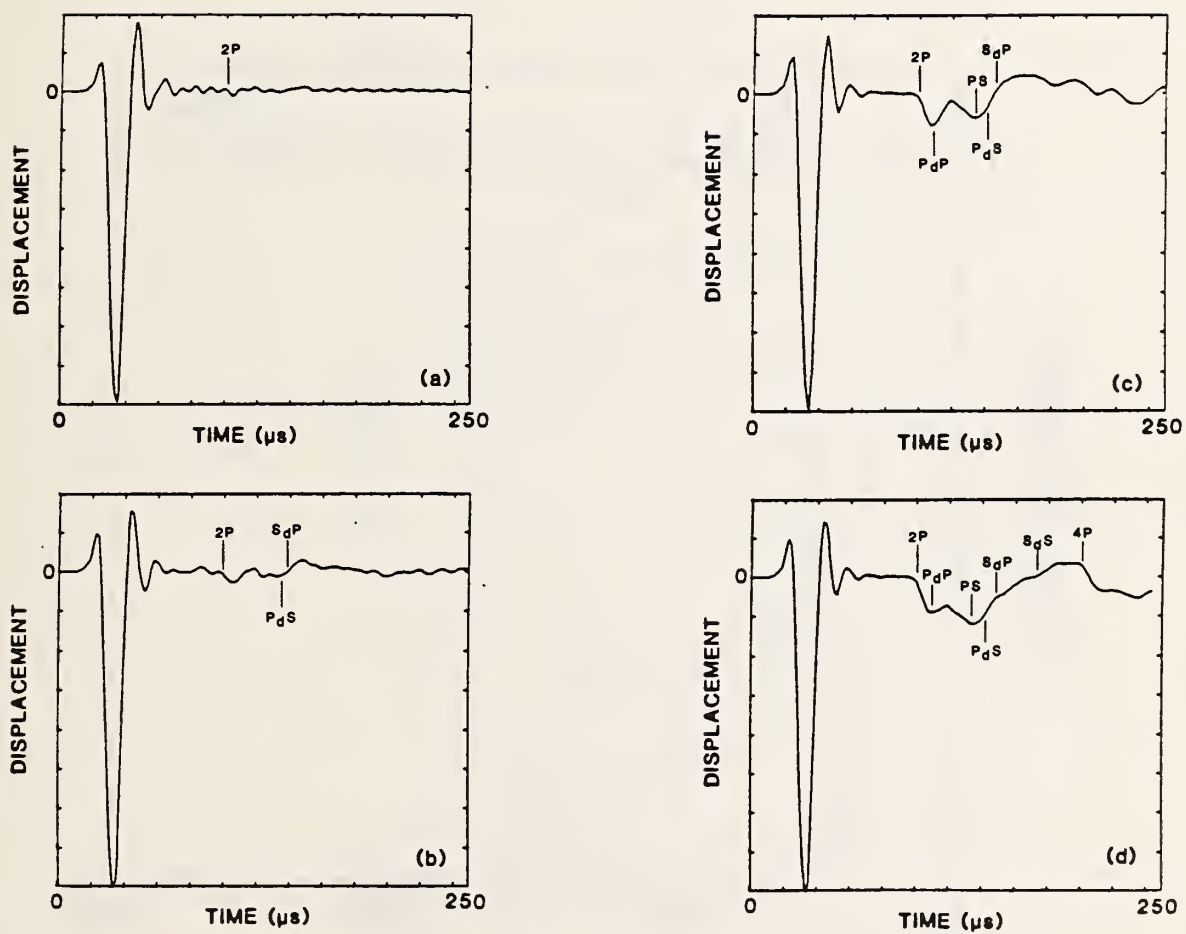 2P
0
DISPLACEMENT
(a)
0
250
TIME (μs)
2P
SdP
0
PdS
DISPLACEMENT
(b)
0
250
TIME (μs)
SdP
2P
PS
0
PdP
PdS
DISPLACEMENT
(c)
0
250
TIME (μs)
2P
PdP
PS
SdP
SdS
4P
0
PdS
DISPLACEMENT
(d)
0
250
TIME (μs)